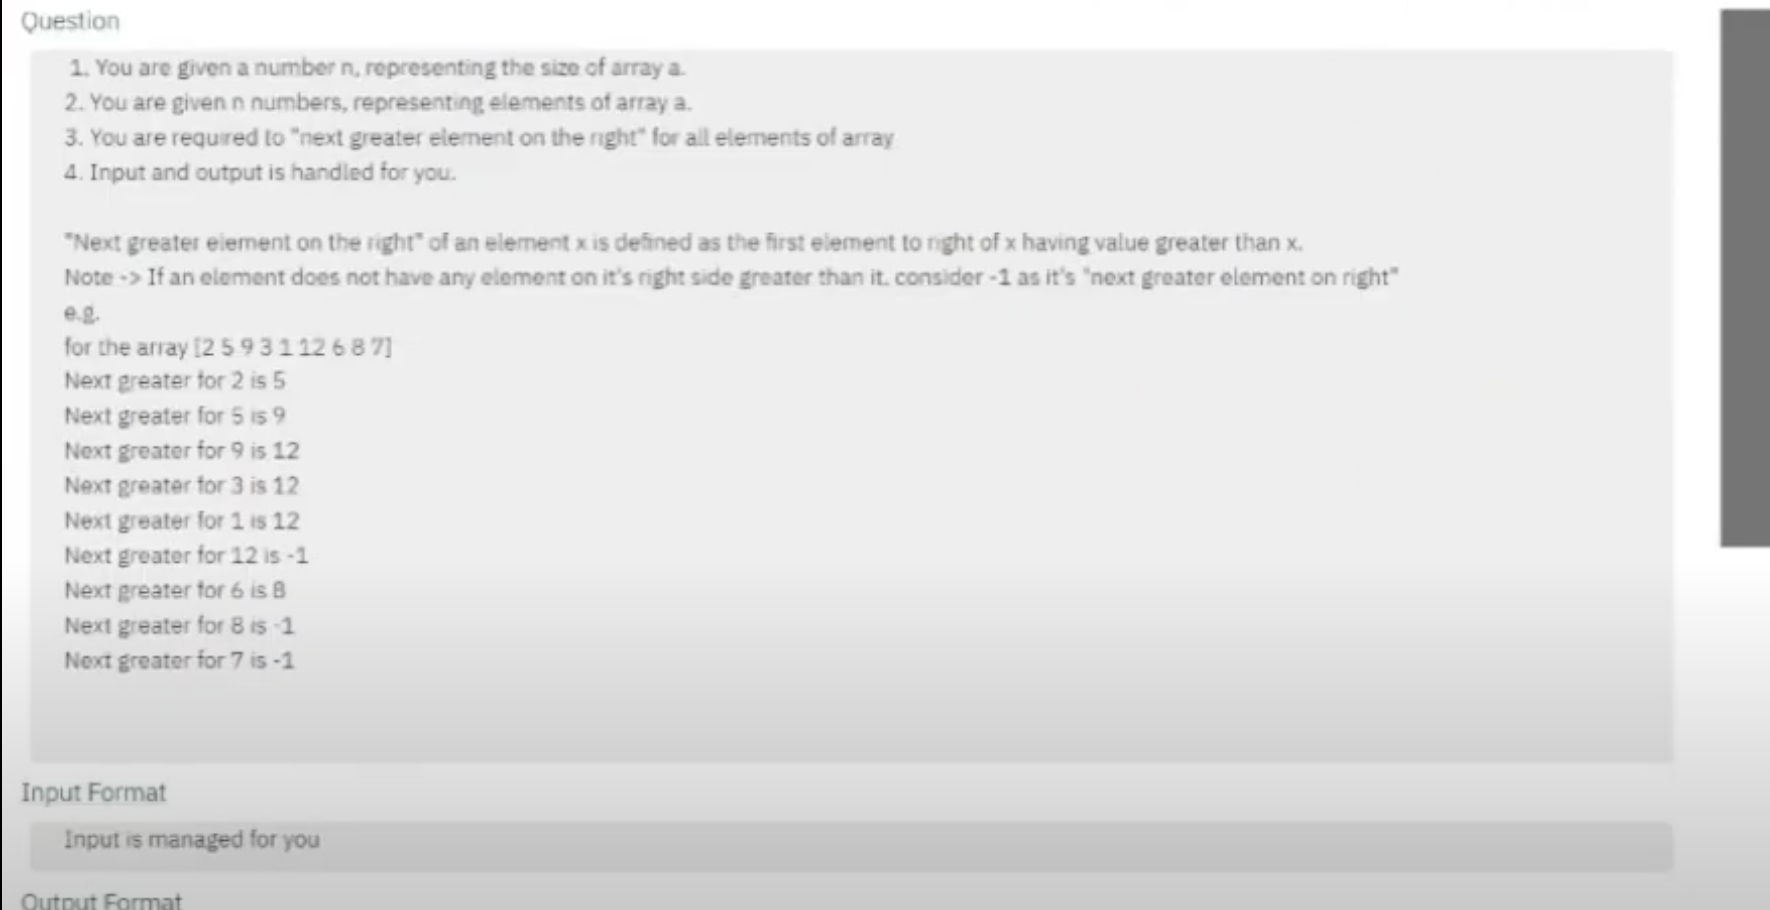 Question
1. You are given a number n, representing the size of array a.
2. You are given n numbers, representing elements of array a.
3. You are required to "next greater element on the right" for all elements of array
4. Input and output is handled for you.
"Next greater element on the right" of an element x is defined as the first element to right of x having value greater than x.
Note -> If an element does not have any element on it's right side greater than it, consider -1 as it's "next greater element on right"
e.g.
for the array [2 5 9 3 1 12 6 8 7]
Next greater for 2 is 5
Next greater for 5 is 9
Next greater for 9 is 12
Next greater for 3 is 12
Next greater for 1 is 12
Next greater for 12 is -1
Next greater for 6 is 8
Next greater for 8 is -1
Next greater for 7 is -1
Input Format
Input is managed for you
Output Format